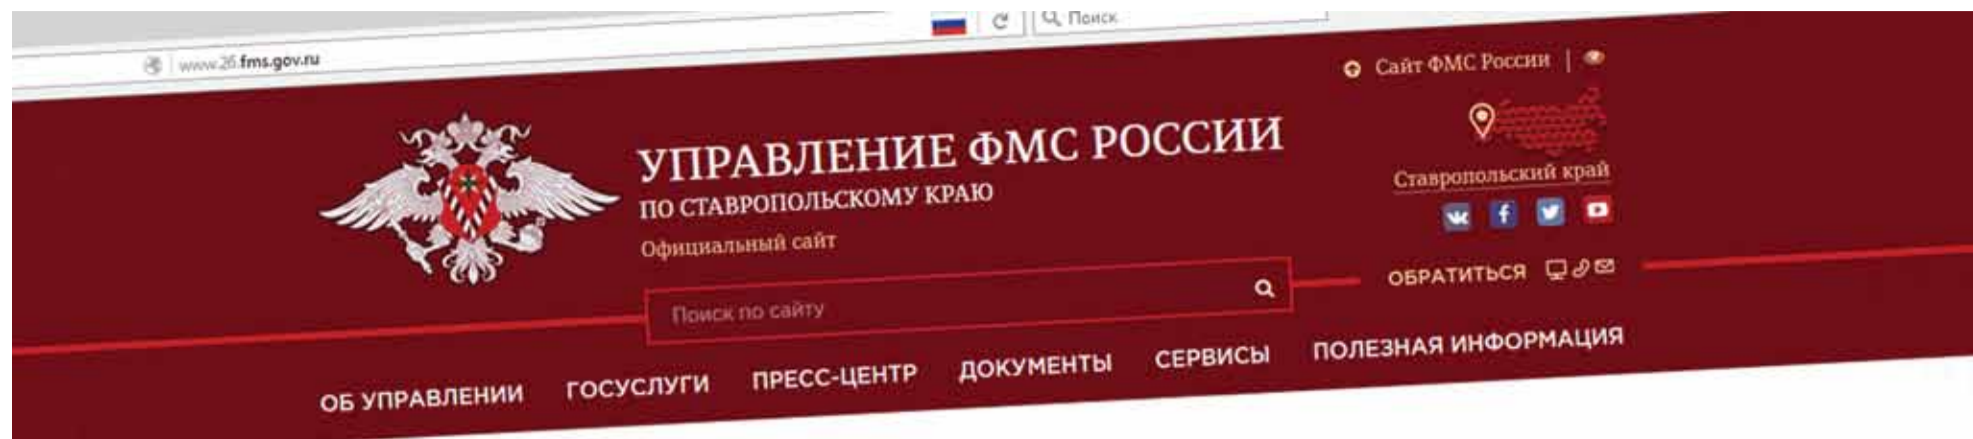 Поиск
www.26.fms.gov.ru
Сайт ФМС России
УПРАВЛЕНИЕ ФМС РОССИИ
ПО СТАВРОПОЛЬСКОМУ КРАЮ
Официальный сайт
Ставропольский край
ОБРАТИТЬСЯ
Поиск по сайту
ОБ УПРАВЛЕНИИ ГОСУСЛУГИ ПРЕСС-ЦЕНТР ДОКУМЕНТЫ СЕРВИСЫ ПОЛЕЗНАЯ ИНФОРМАЦИЯ